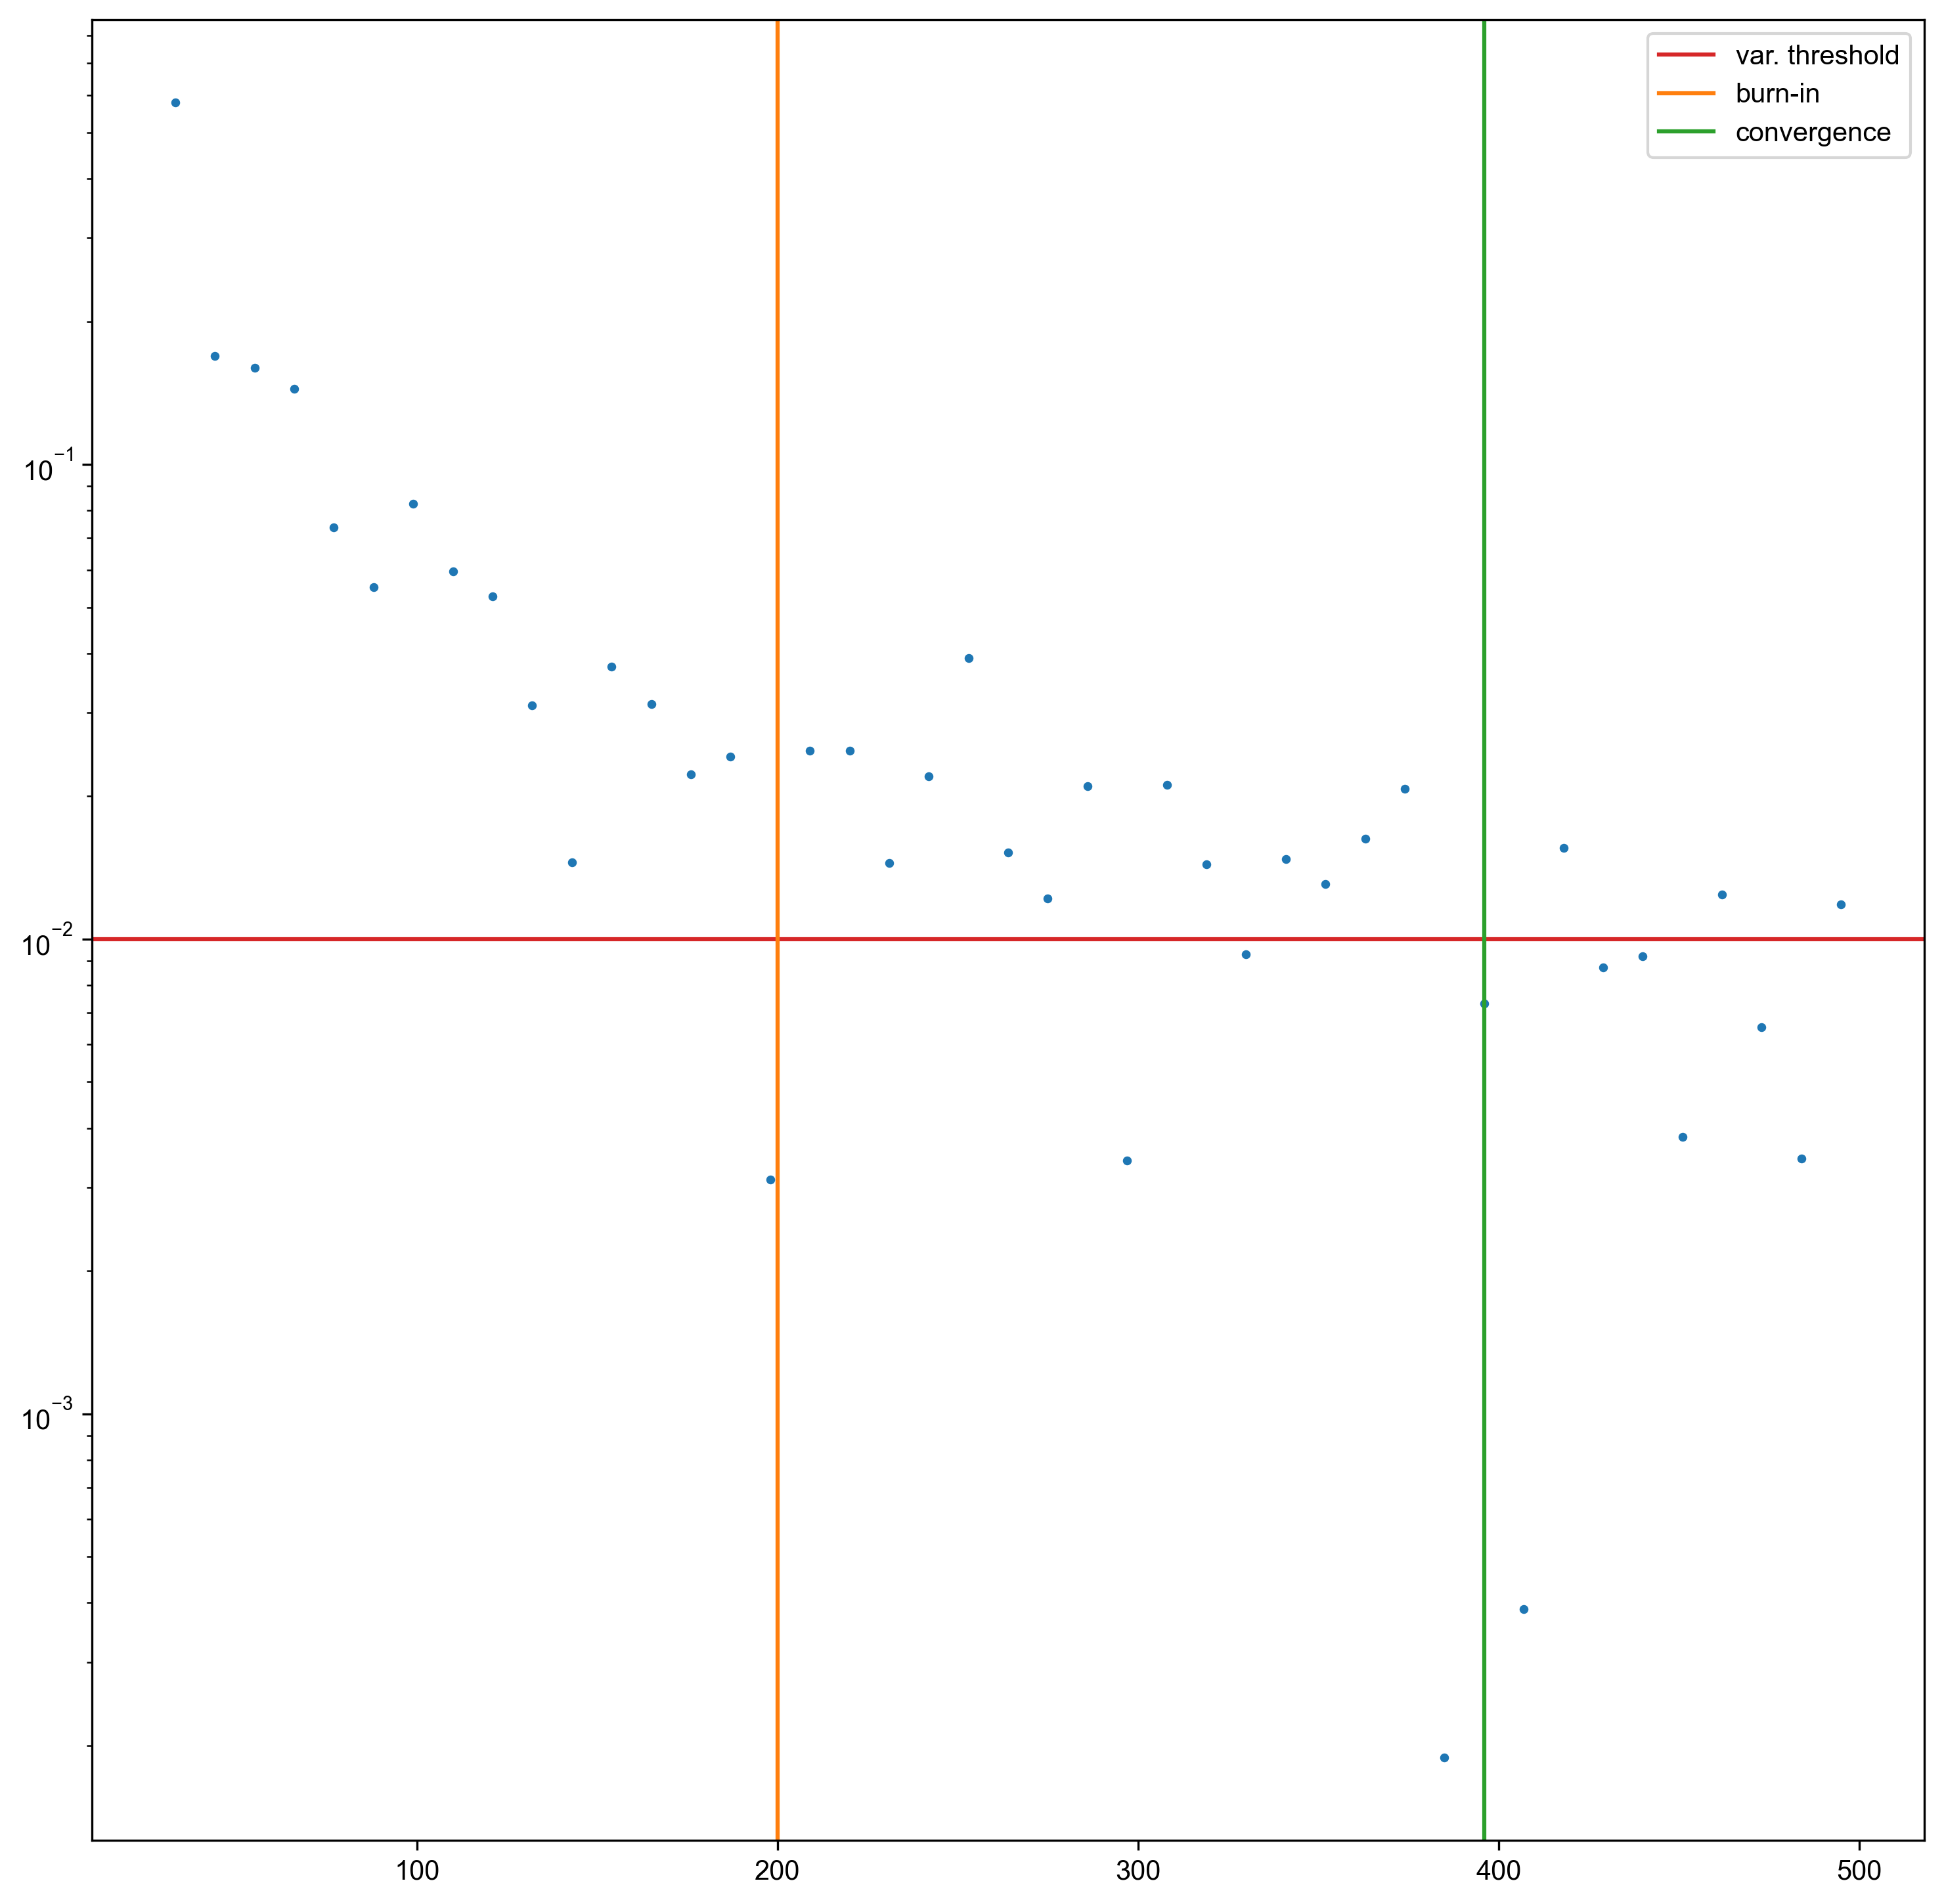 var. threshold
burn-in
convergence
10⁻¹
10⁻²
10⁻³
100 200 300 400 500